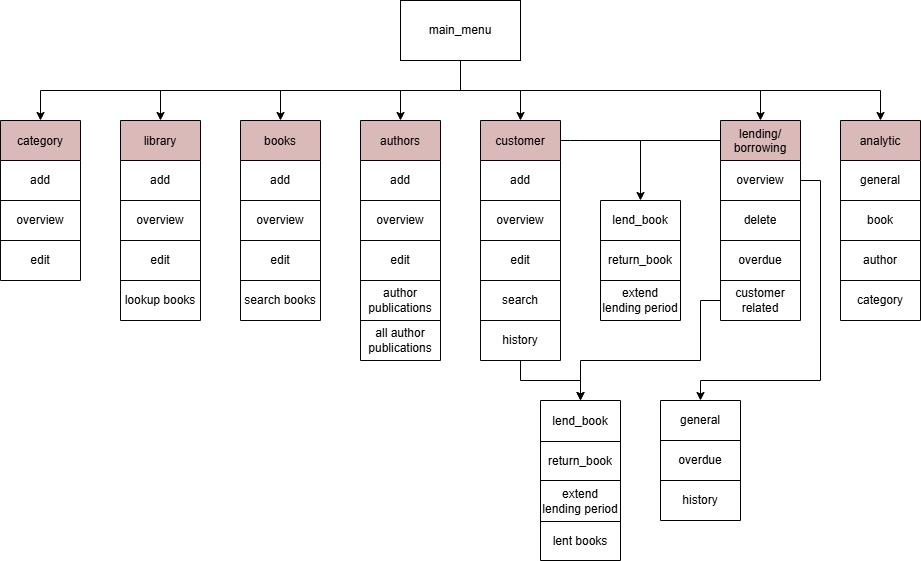 main_menu
category
add
overview
edit
library
add
overview
edit
lookup books
books
add
overview
edit
search books
authors
add
overview
edit
author
publications
all author
publications
customer
add
overview
edit
search
history
lend_book
return_book
extend
lending period
lending/
borrowing
overview
delete
overdue
customer
related
analytic
general
book
author
category
lend_book
return_book
extend
lending period
lent books
general
overdue
history